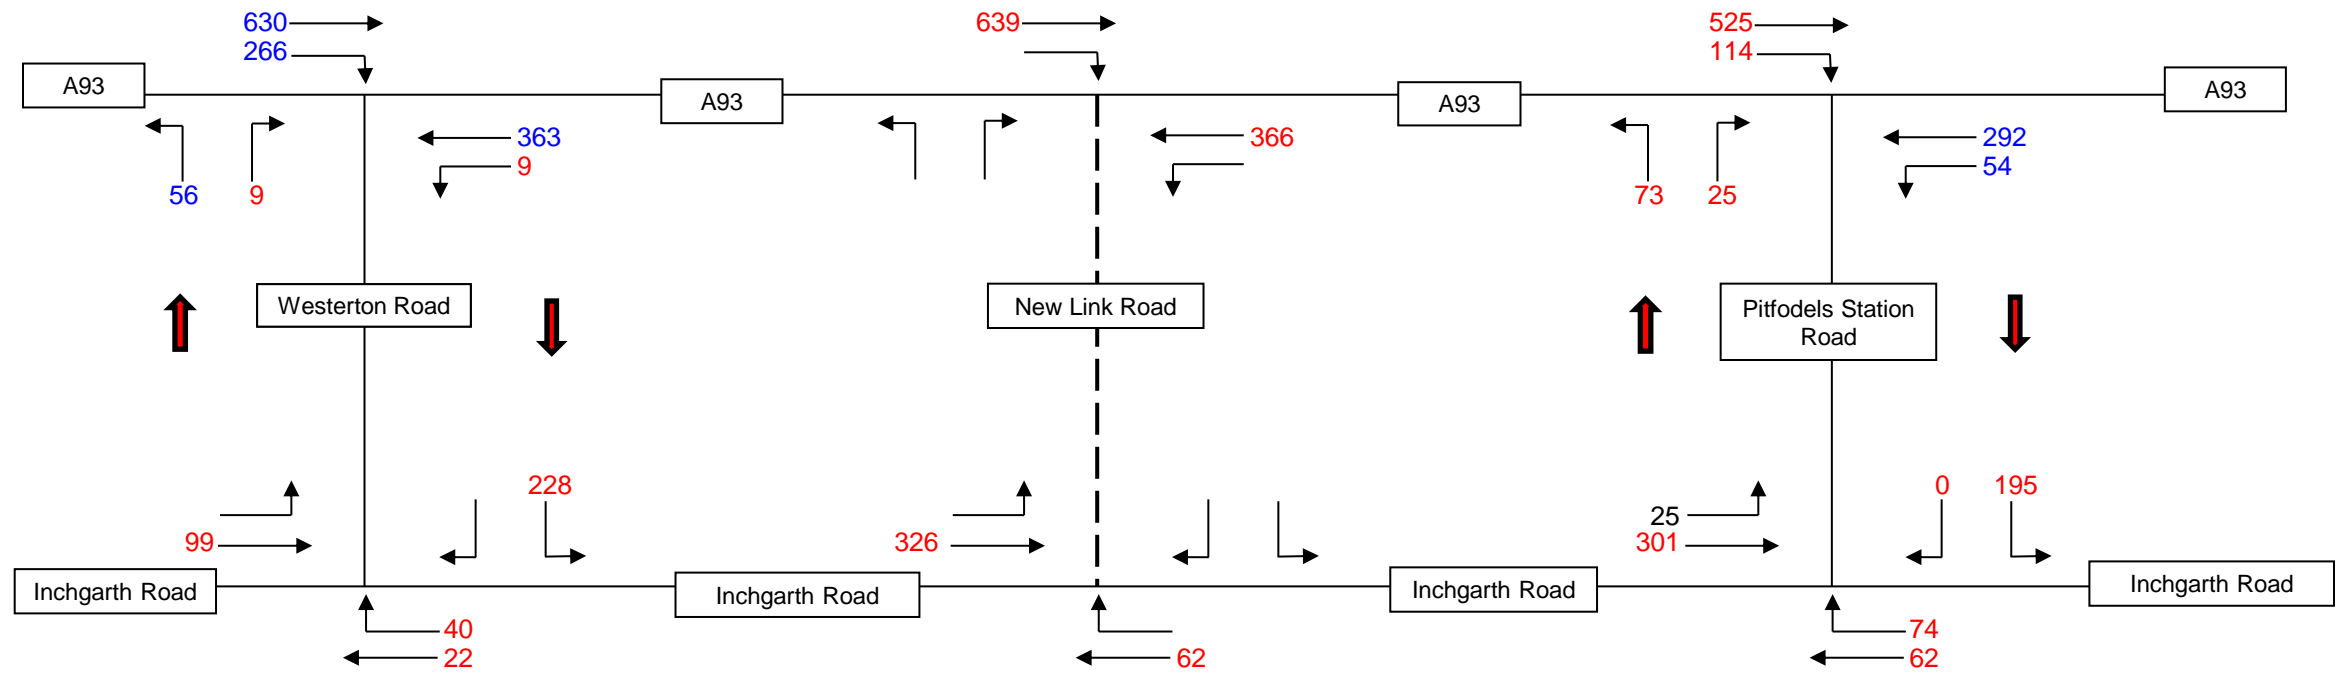 630
639
525
266
114
A93
A93
A93
A93
363
366
292
9
9
54
56
73
25
Westerton Road
New Link Road
Pitfodels Station
Road
228
0
195
25
99
326
301
Inchgarth Road
Inchgarth Road
Inchgarth Road
Inchgarth Road
40
74
22
62
62